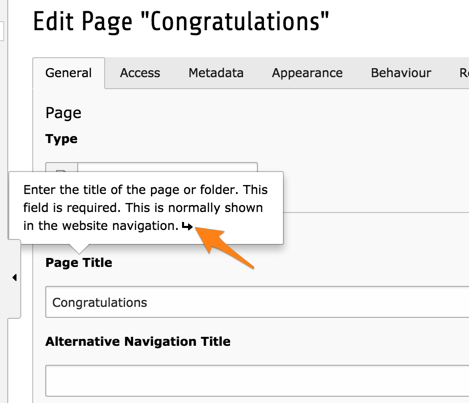 Edit Page "Congratulations"
General Access Metadata Appearance Behaviour
Page
Type
Enter the title of the page or folder. This
field is required. This is normally shown
in the website navigation.
Page Title
Congratulations
Alternative Navigation Title